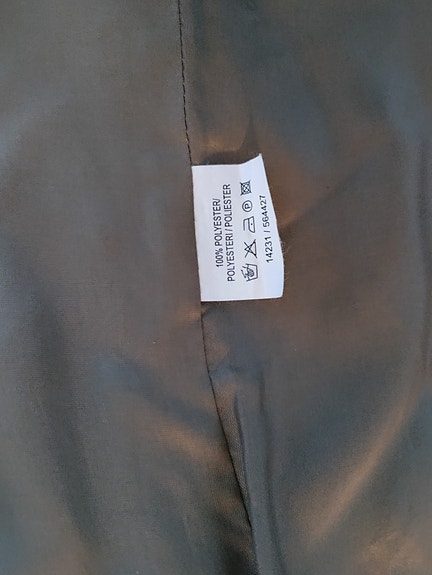 100% POLYESTER/
POLYESTERI / POLIESTER
P
14231 / 564427